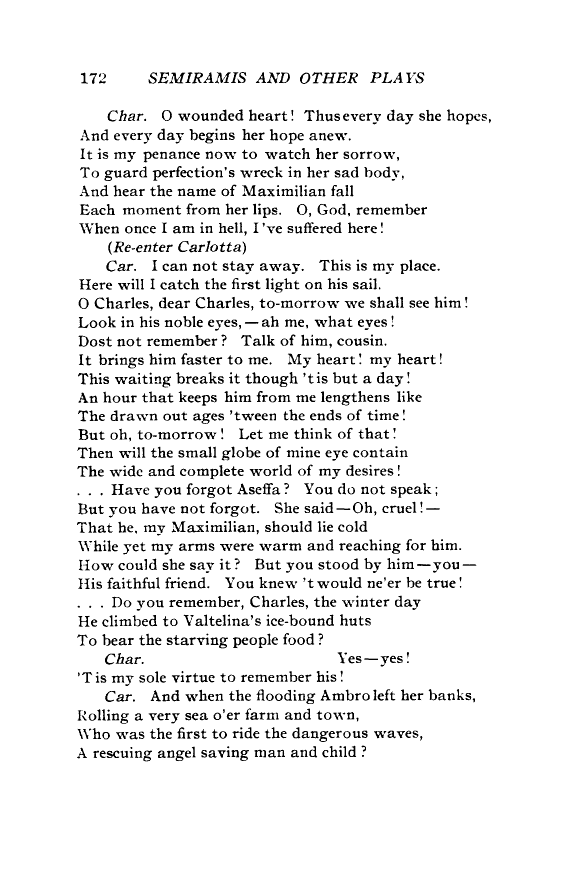 172 SEMIRAMIS AND OTHER PLAYS
Char. O wounded heart! Thus every day she hopes,
And every day begins her hope anew.
It is my penance now to watch her sorrow,
To guard perfection's wreck in her sad body,
And hear the name of Maximilian fall
Each moment from her lips. O, God, remember
When once I am in hell, I've suffered here!
(Re-enter Carlotta)
Car. I can not stay away. This is my place.
Here will I catch the first light on his sail.
O Charles, dear Charles, to-morrow we shall see him!
Look in his noble eyes,—ah me, what eyes!
Dost not remember? Talk of him, cousin.
It brings him faster to me. My heart! my heart!
This waiting breaks it though 'tis but a day!
An hour that keeps him from me lengthens like
The drawn out ages 'tween the ends of time!
But oh, to-morrow! Let me think of that!
Then will the small globe of mine eye contain
The wide and complete world of my desires!
. . . Have you forgot Aseffa? You do not speak;
But you have not forgot. She said—Oh, cruel!—
That he, my Maximilian, should lie cold
While yet my arms were warm and reaching for him.
How could she say it? But you stood by him—you—
His faithful friend. You knew 'twould ne'er be true!
. . . Do you remember, Charles, the winter day
He climbed to Valtelina's ice-bound huts
To bear the starving people food?
Char. Yes—yes!
'Tis my sole virtue to remember his!
Car. And when the flooding Ambro left her banks,
Rolling a very sea o'er farm and town,
Who was the first to ride the dangerous waves,
A rescuing angel saving man and child?